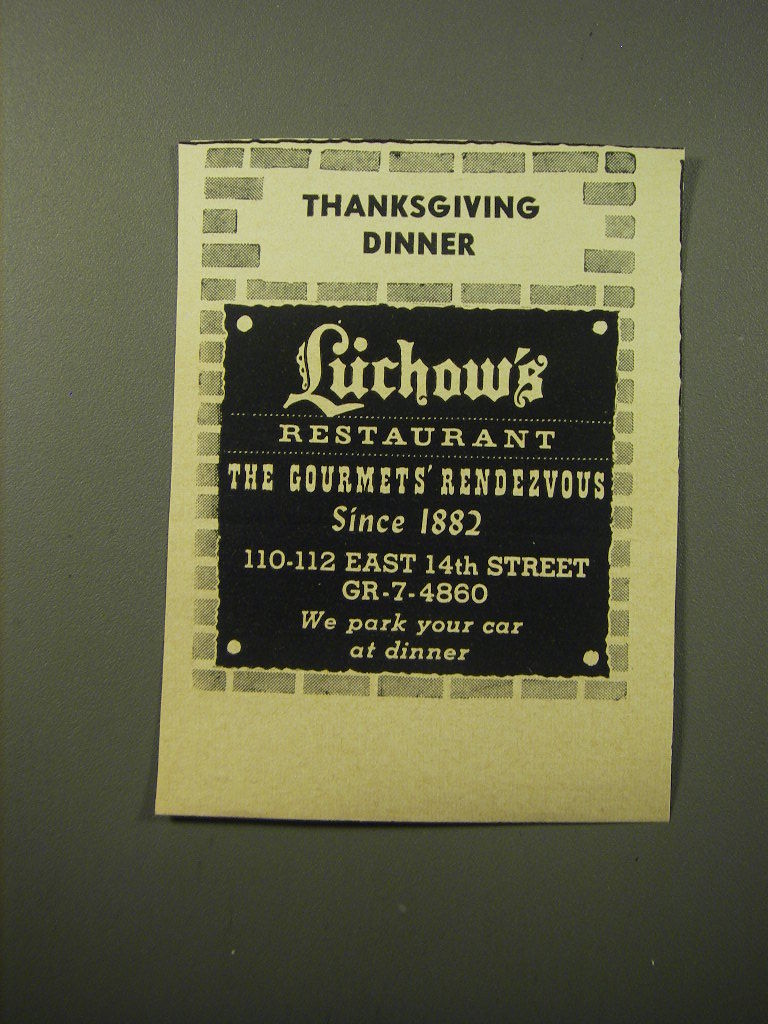 THANKSGIVING
DINNER
Lüchow's
RESTAURANT
THE GOURMETS' RENDEZVOUS
Since 1882
110-112 EAST 14th STREET
GR-7-4860
We park your car
at dinner